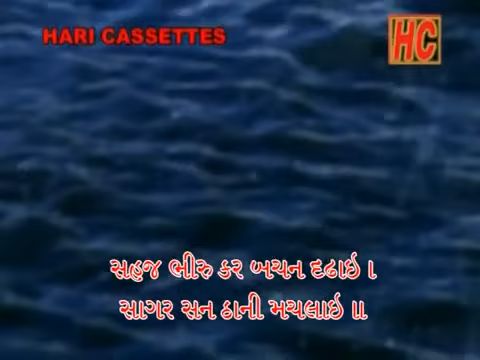 HARI CASSETTES
HC
સહજ ભીરુ કર બચન દઢાઇ ।
સાગર સન ઠાની મચલાઇ ॥